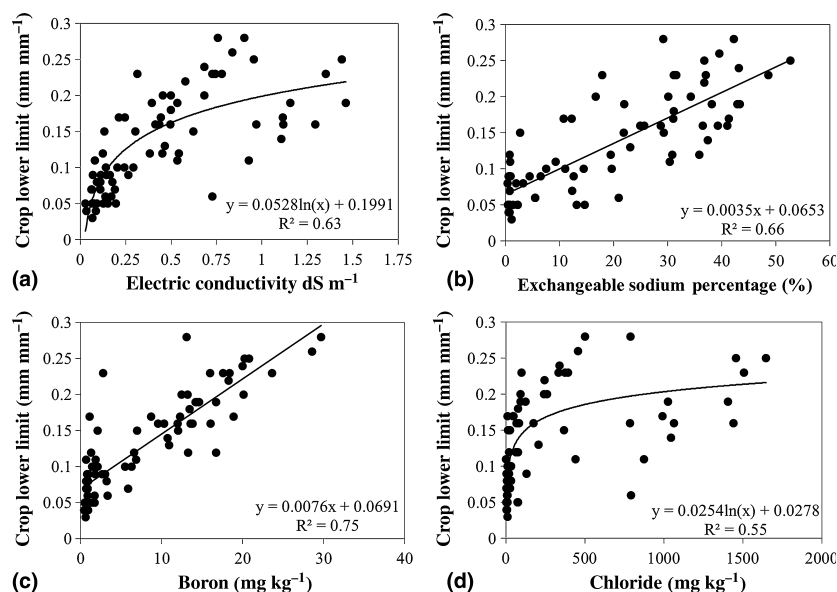 0.3
0.25
0.2
0.15
0.1
0.05
0
Crop lower limit (mm mm⁻¹)
y = 0.0528ln(x) + 0.1991
R² = 0.63
0 0.25 0.5 0.75 1 1.25 1.5 1.75
(a) Electric conductivity dS m⁻¹
0.3
0.25
0.2
0.15
0.1
0.05
0
Crop lower limit (mm mm⁻¹)
y = 0.0035x + 0.0653
R² = 0.66
0 10 20 30 40 50 60
(b) Exchangeable sodium percentage (%)
0.3
0.25
0.2
0.15
0.1
0.05
0
Crop lower limit (mm mm⁻¹)
y = 0.0076x + 0.0691
R² = 0.75
0 10 20 30 40
(c) Boron (mg kg⁻¹)
0.3
0.25
0.2
0.15
0.1
0.05
0
Crop lower limit (mm mm⁻¹)
y = 0.0254ln(x) + 0.0278
R² = 0.55
0 500 1000 1500 2000
(d) Chloride (mg kg⁻¹)